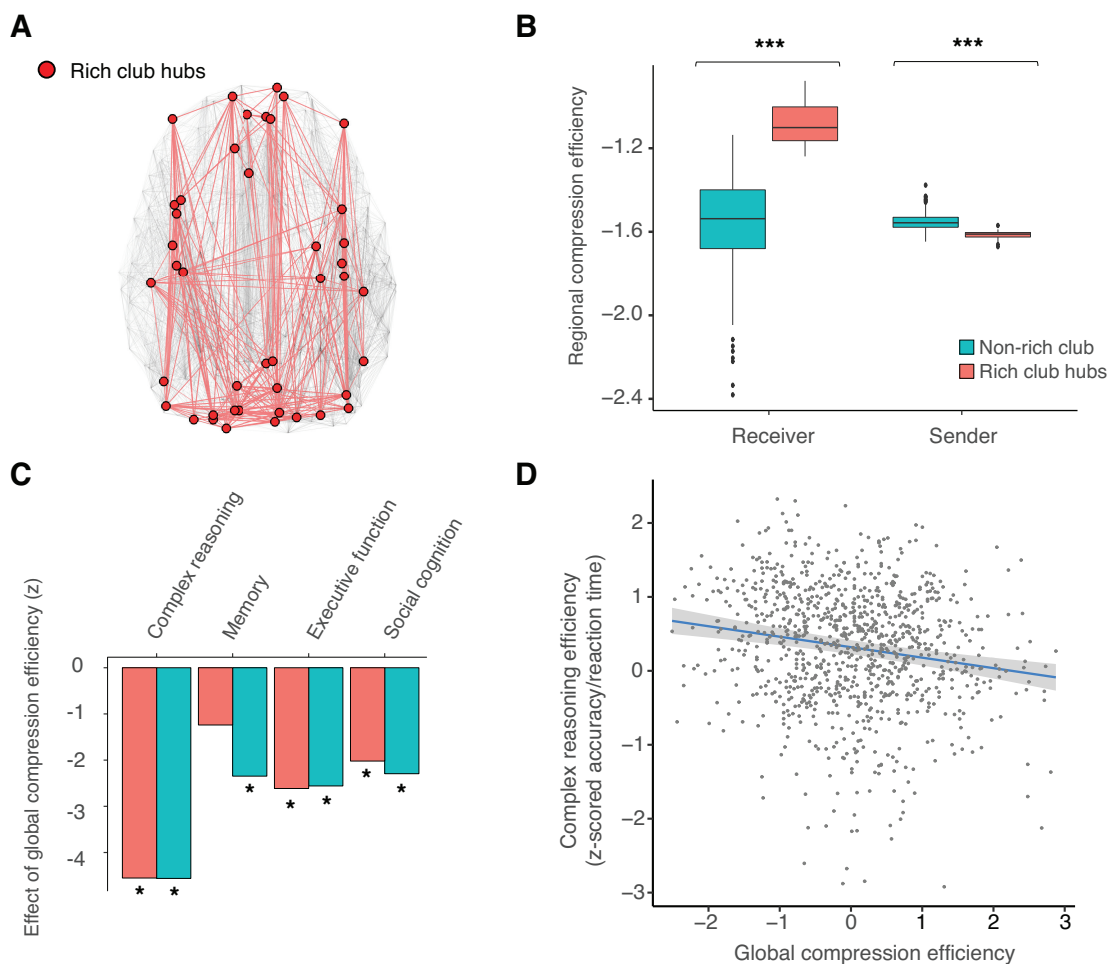 A
Rich club hubs
B
***
***
Regional compression efficiency
−1.2
−1.6
−2.0
−2.4
Non-rich club
Rich club hubs
Receiver
Sender
C
Complex reasoning
Memory
Executive function
Social cognition
Effect of global compression efficiency (z)
0
-1
-2
-3
-4
*
*
*
*
*
*
*
D
Complex reasoning efficiency
(z-scored accuracy/reaction time)
2
1
0
−1
−2
−3
−2
−1
0
1
2
3
Global compression efficiency